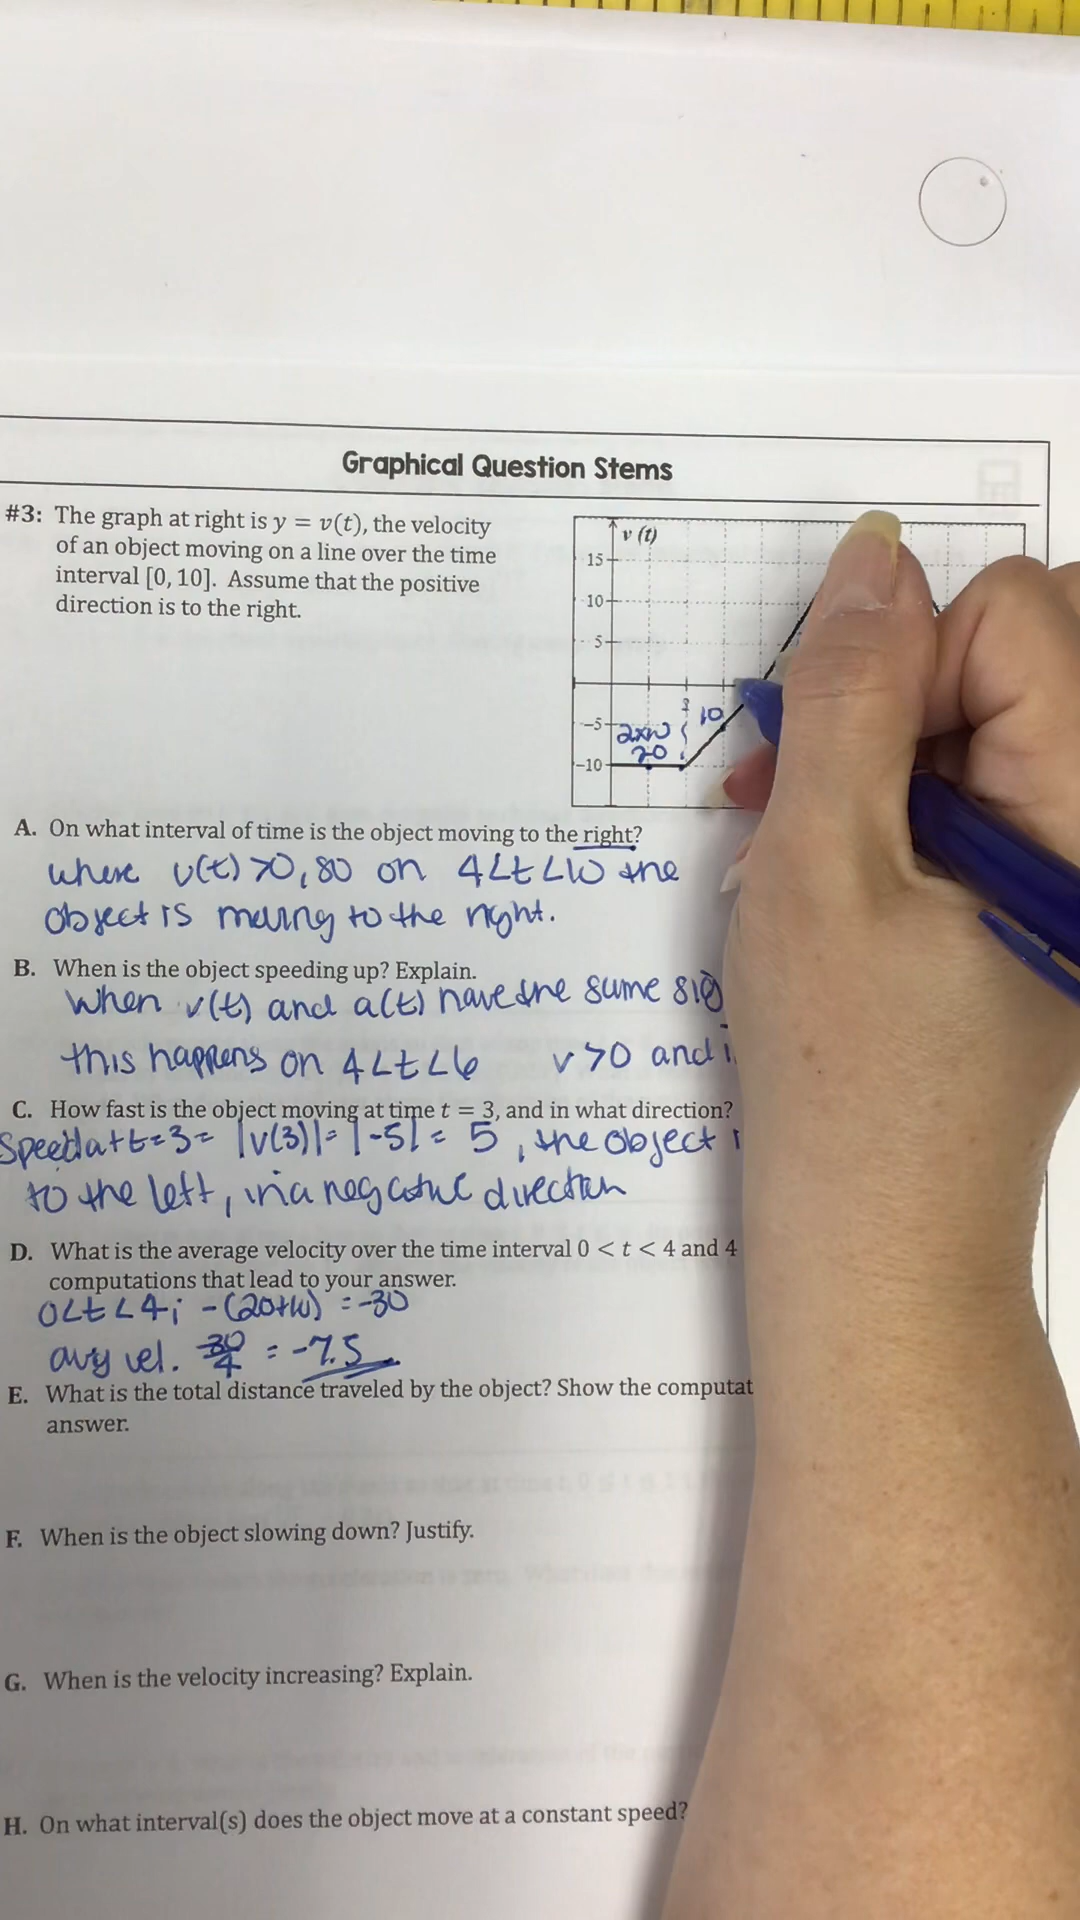 Graphical Question Stems
#3: The graph at right is y = v(t), the velocity
of an object moving on a line over the time
interval [0, 10]. Assume that the positive
direction is to the right.
v (t)
15
10
5
-5
-10
10
20
A. On what interval of time is the object moving to the right?
where v(t) >0, so on 4<t<10 the
object is moving to the right.
B. When is the object speeding up? Explain.
When v(t) and a(t) have the same
this happens on 4<t<6 v>0 and
C. How fast is the object moving at time t = 3, and in what direction?
Speed at t=3 = |v(3)| = |-5| = 5, the object
to the left, in a negative direction
D. What is the average velocity over the time interval 0 < t < 4 and 4
computations that lead to your answer.
0<t<4; -(20+10) = -30
avg vel. -30/4 = -7.5
E. What is the total distance traveled by the object? Show the computat
answer.
F. When is the object slowing down? Justify.
G. When is the velocity increasing? Explain.
H. On what interval(s) does the object move at a constant speed?